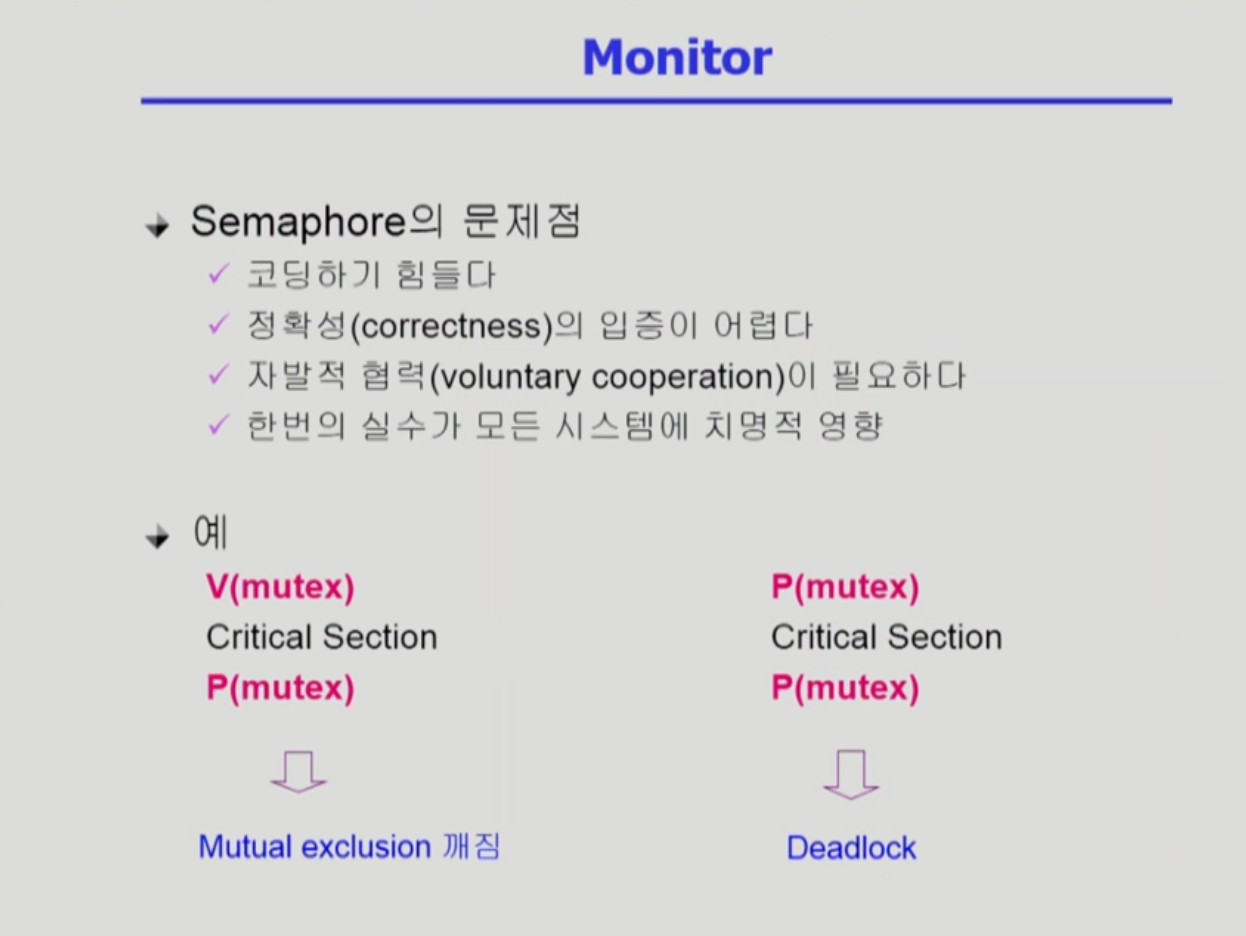 Monitor
Semaphore의 문제점
코딩하기 힘들다
정확성(correctness)의 입증이 어렵다
자발적 협력(voluntary cooperation)이 필요하다
한번의 실수가 모든 시스템에 치명적 영향
예
V(mutex)
Critical Section
P(mutex)
Mutual exclusion 깨짐
P(mutex)
Critical Section
P(mutex)
Deadlock